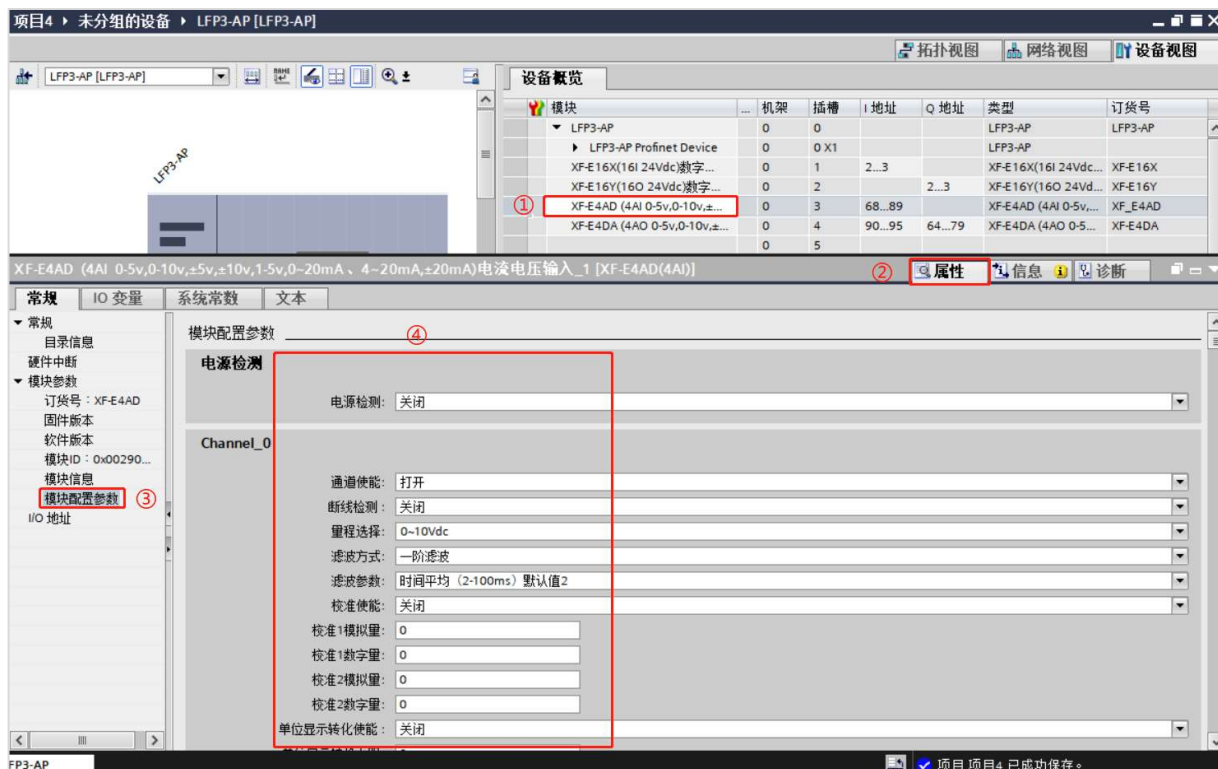 项目4 ▸ 未分组的设备 ▸ LFP3-AP [LFP3-AP]
拓扑视图 网络视图 设备视图
LFP3-AP [LFP3-AP]
设备概览
模块 ... 机架 插槽 I 地址 Q 地址 类型 订货号
LFP3-AP 0 0 LFP3-AP LFP3-AP
LFP3-AP Profinet Device 0 0 X1 LFP3-AP
XF-E16X(16I 24Vdc)数字... 0 1 2...3 XF-E16X(16I 24Vdc... XF-E16X
XF-E16Y(16O 24Vdc)数字... 0 2 2...3 XF-E16Y(16O 24Vd... XF-E16Y
① XF-E4AD (4AI 0-5v,0-10v,±... 0 3 68...89 XF-E4AD (4AI 0-5v,... XF_E4AD
XF-E4DA (4AO 0-5v,0-10v,±... 0 4 90...95 64...79 XF-E4DA (4AO 0-5... XF-E4DA
0 5
LFP3-AP
XF-E4AD (4AI 0-5v,0-10v,±5v,±10v,1-5v,0~20mA、4~20mA,±20mA)电流电压输入_1 [XF-E4AD(4AI)]
② 属性 信息 诊断
常规 IO 变量 系统常数 文本
常规
目录信息
硬件中断
模块参数
订货号：XF-E4AD
固件版本
软件版本
模块ID：0x00290...
模块信息
模块配置参数 ③
I/O 地址
模块配置参数 ④
电源检测
电源检测: 关闭
Channel_0
通道使能: 打开
断线检测: 关闭
量程选择: 0~10Vdc
滤波方式: 一阶滤波
滤波参数: 时间平均（2-100ms）默认值2
校准使能: 关闭
校准1模拟量: 0
校准1数字量: 0
校准2模拟量: 0
校准2数字量: 0
单位显示转化使能: 关闭
FP3-AP
项目 项目4 已成功保存。